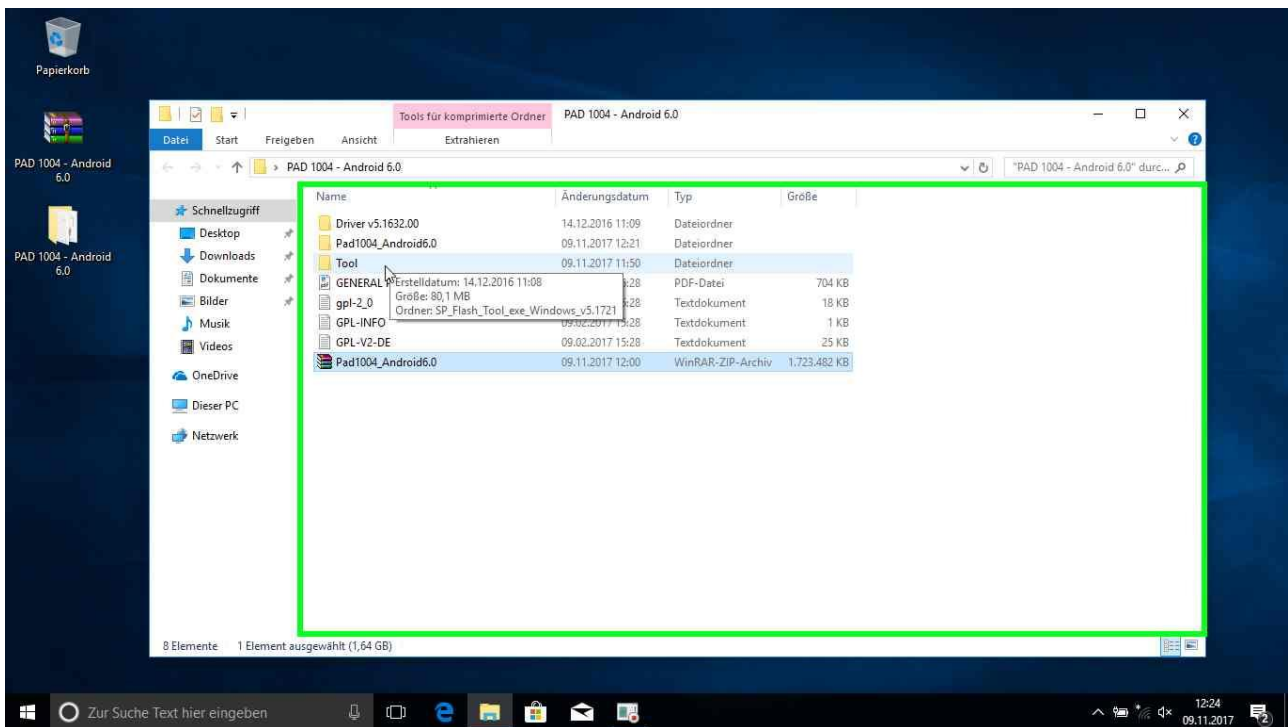 Papierkorb
PAD 1004 - Android
6.0
PAD 1004 - Android
6.0
Tools für komprimierte Ordner
PAD 1004 - Android 6.0
Datei Start Freigeben Ansicht Extrahieren
PAD 1004 - Android 6.0
"PAD 1004 - Android 6.0" durc...
Schnellzugriff
Desktop
Downloads
Dokumente
Bilder
Musik
Videos
OneDrive
Dieser PC
Netzwerk
Name Änderungsdatum Typ Größe
Driver v5.1632.00 14.12.2016 11:09 Dateiordner
Pad1004_Android6.0 09.11.2017 12:21 Dateiordner
Tool 09.11.2017 11:50 Dateiordner
GENERAL :28 PDF-Datei 704 KB
gpl-2_0 :28 Textdokument 18 KB
GPL-INFO 09.02.2017 15:28 Textdokument 1 KB
GPL-V2-DE 09.02.2017 15:28 Textdokument 25 KB
Pad1004_Android6.0 09.11.2017 12:00 WinRAR-ZIP-Archiv 1.723.482 KB
Erstelldatum: 14.12.2016 11:08
Größe: 80,1 MB
Ordner: SP_Flash_Tool_exe_Windows_v5.1721
8 Elemente 1 Element ausgewählt (1,64 GB)
Zur Suche Text hier eingeben
12:24
09.11.2017